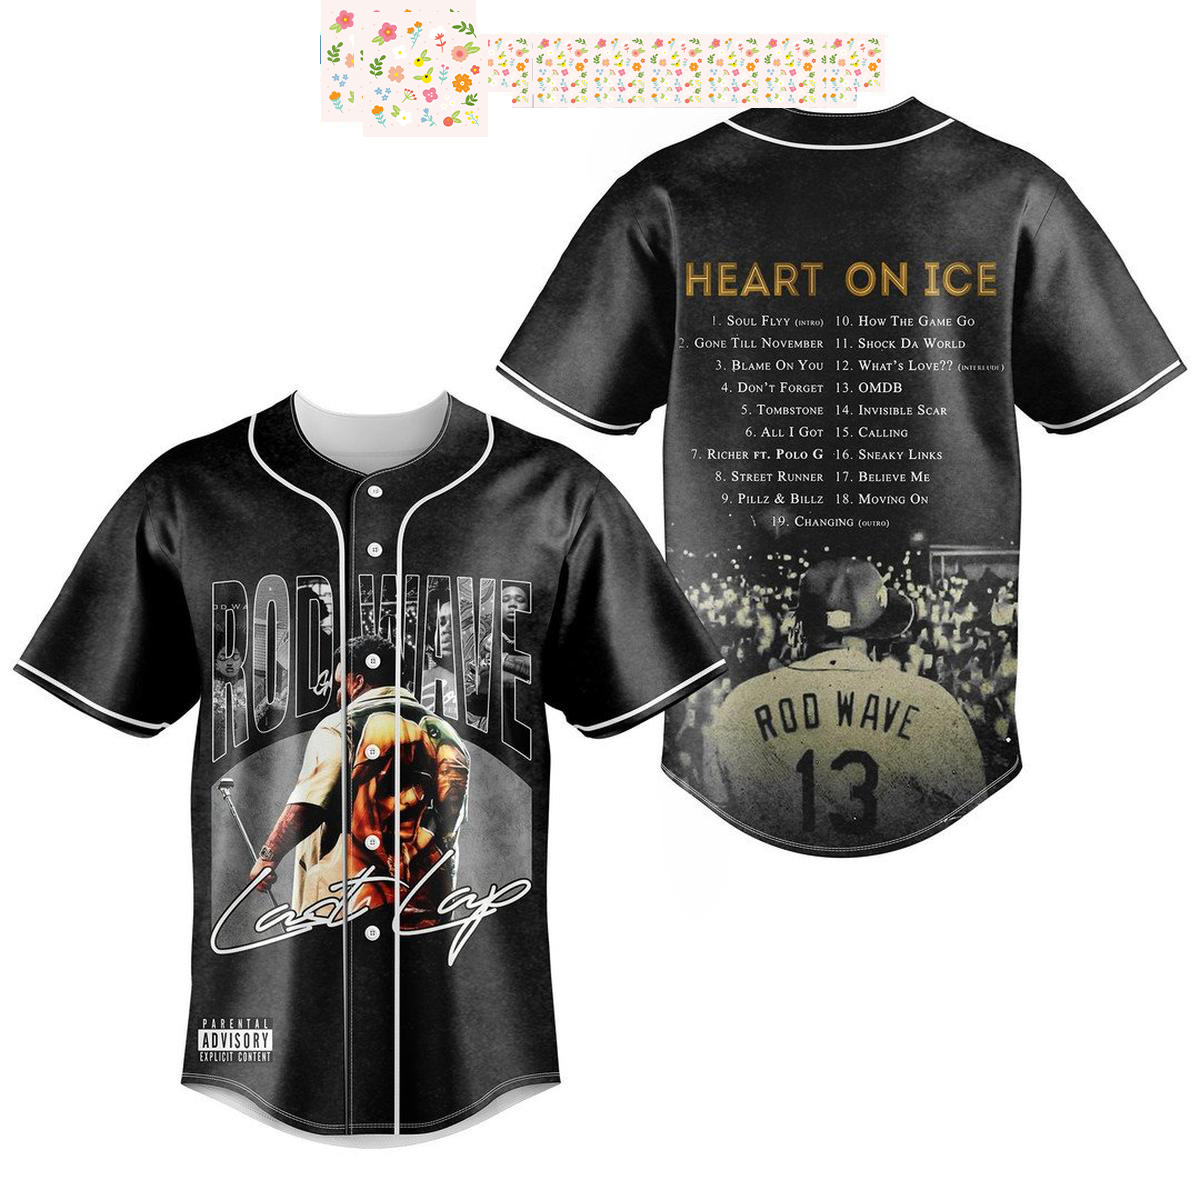 HEART ON ICE
1. Soul Flyy (intro) 10. How The Game Go
2. Gone Till November 11. Shock Da World
3. Blame On You 12. What's Love?? (interlude)
4. Don't Forget 13. OMDB
5. Tombstone 14. Invisible Scar
6. All I Got 15. Calling
7. Richer ft. Polo G 16. Sneaky Links
8. Street Runner 17. Believe Me
9. Pillz & Billz 18. Moving On
19. Changing (outro)
ROD WAVE
13
ROD WAVE
Last Lap
PARENTAL
ADVISORY
EXPLICIT CONTENT